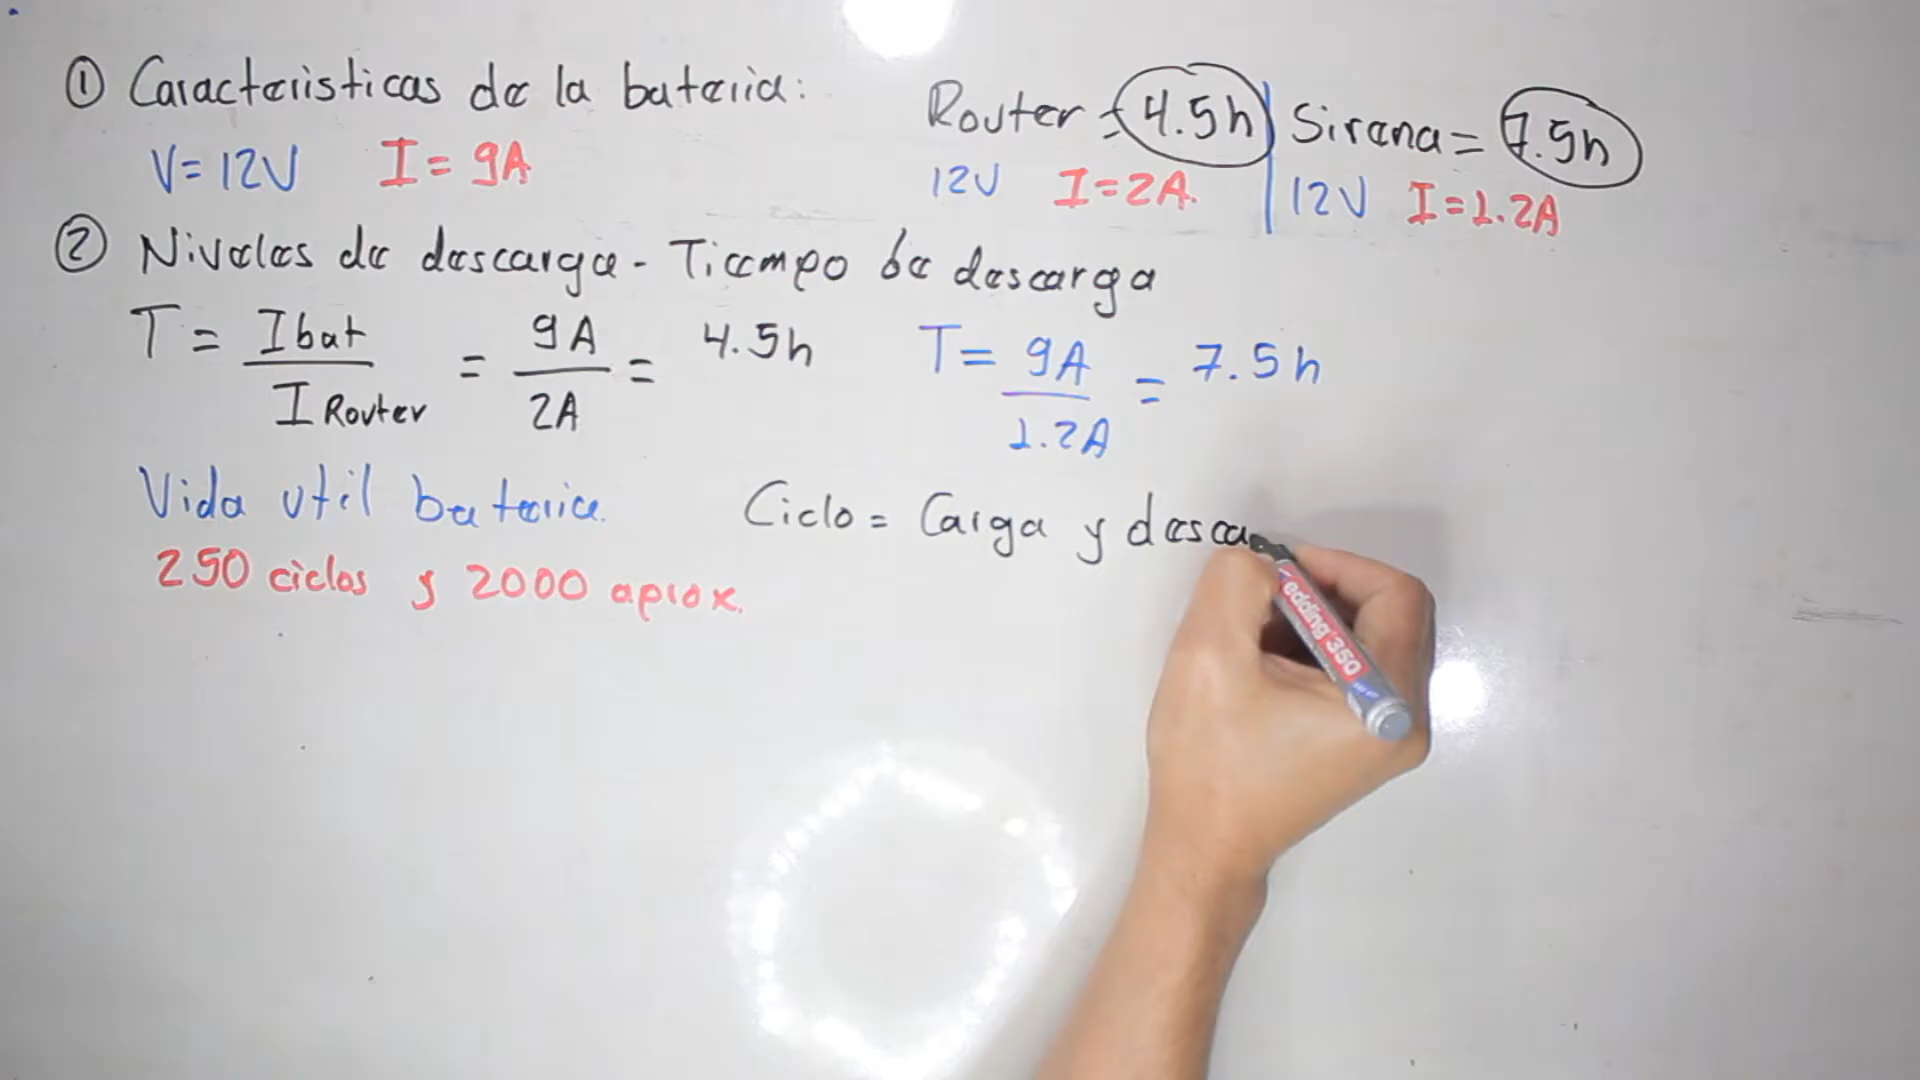 ① Caracteristicas de la bateria:
V=12V I=9A
Router = 4.5h
12V I=2A.
Sirena = 7.5h
12V I=1.2A
② Niveles de descarga - Tiempo de descarga
T = Ibat / I Router = 9A / 2A = 4.5h
T = 9A / 1.2A = 7.5h
Vida util bateria.
250 ciclos y 2000 aprox.
Ciclo = Carga y desca
edding 350